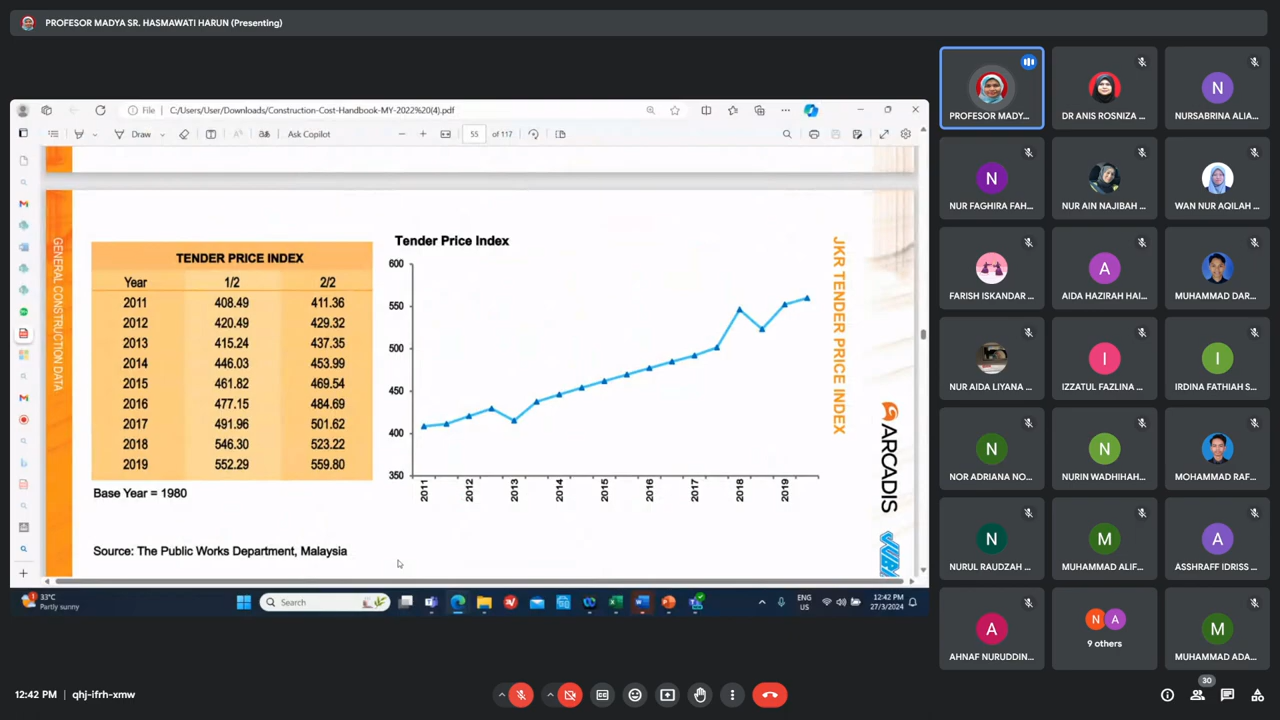 PROFESOR MADYA SR. HASMAWATI HARUN (Presenting)
File C:/Users/User/Downloads/Construction-Cost-Handbook-MY-2022%20(4).pdf
Draw Ask Copilot 55 of 117
GENERAL CONSTRUCTION DATA
TENDER PRICE INDEX
Year 1/2 2/2
2011 408.49 411.36
2012 420.49 429.32
2013 415.24 437.35
2014 446.03 453.99
2015 461.82 469.54
2016 477.15 484.69
2017 491.96 501.62
2018 546.30 523.22
2019 552.29 559.80
Base Year = 1980
Source: The Public Works Department, Malaysia
Tender Price Index
600
550
500
450
400
350
2011 2012 2013 2014 2015 2016 2017 2018 2019
JKR TENDER PRICE INDEX
ARCADIS
33°C
Partly sunny
Search
ENG
US
12:42 PM
27/3/2024
PROFESOR MADY...
DR ANIS ROSNIZA ...
N
NURSABRINA ALIA...
N
NUR FAGHIRA FAH...
NUR AIN NAJIBAH ...
WAN NUR AQILAH ...
FARISH ISKANDAR ...
A
AIDA HAZIRAH HAI...
MUHAMMAD DAR...
NUR AIDA LIYANA ...
I
IZZATUL FAZLINA ...
I
IRDINA FATHIAH S...
N
NOR ADRIANA NO...
N
NURIN WADHIHAH...
MOHAMMAD RAF...
N
NURUL RAUDZAH ...
M
MUHAMMAD ALIF...
A
ASSHRAFF IDRISS ...
A
AHNAF NURUDDIN...
N A
9 others
M
MUHAMMAD ADA...
12:42 PM qhj-ifrh-xmw
30